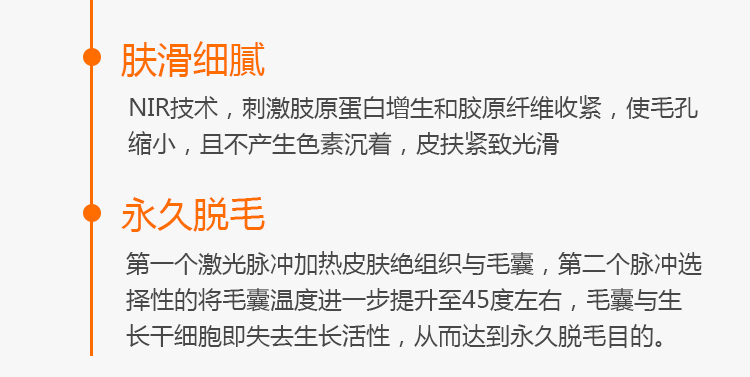 肤滑细膩
NIR技术，刺激肢原蛋白增生和胶原纤维收紧，使毛孔
缩小，且不产生色素沉着，皮扶紧致光滑
永久脱毛
第一个激光脉冲加热皮肤绝组织与毛囊，第二个脉冲选
择性的将毛囊温度进一步提升至45度左右，毛囊与生
长干细胞即失去生长活性，从而达到永久脱毛目的。